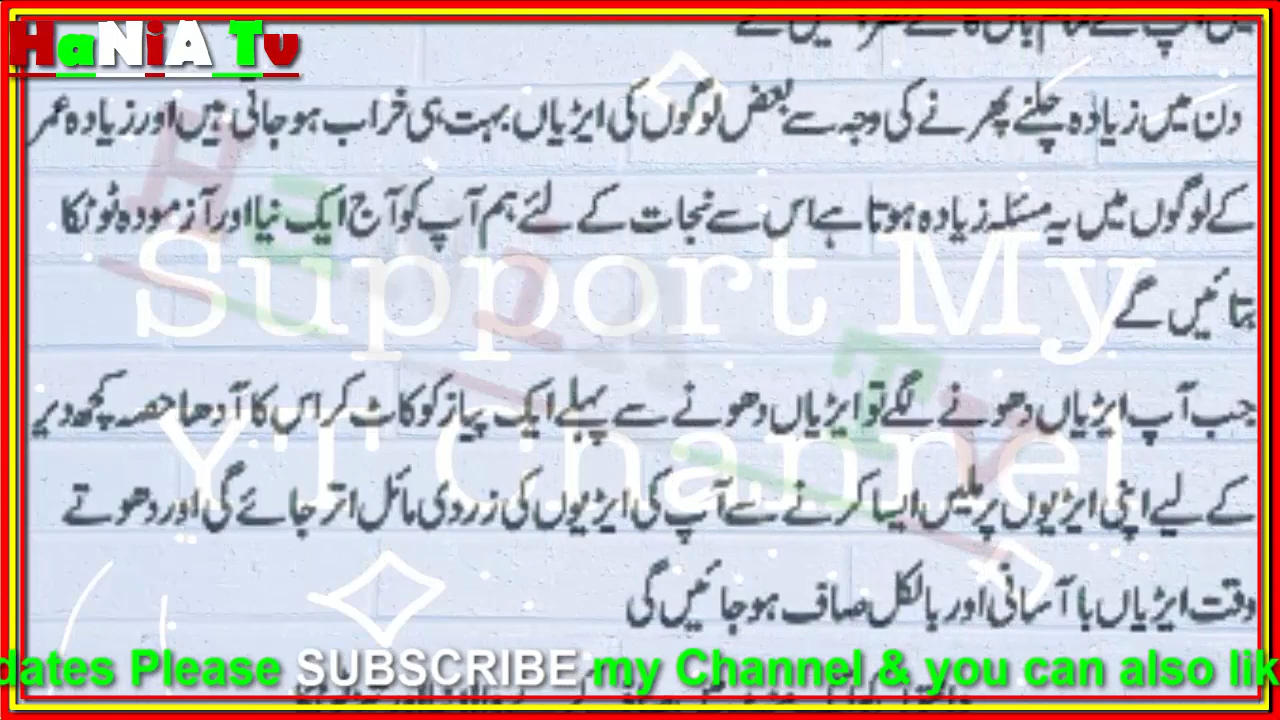 HaNiA Tv
دن میں زیادہ چلنے پھرنے کی وجہ سے بعض لوگوں کی ایڑیاں بہت ہی خراب ہو جاتی ہیں اور زیادہ عمر
کے لوگوں میں یہ مسئلہ زیادہ ہوتا ہے اس سے نجات کے لئے ہم آپ کو آج ایک نیا اور آزمودہ ٹوٹکا
بتائیں گے
Support My
جب آپ ایڑیاں دھونے لگے تو ایڑیاں دھونے سے پہلے ایک پیاز کو کاٹ کر اس کا آدھا حصہ کچھ دیر
YT Channel
کے لیے اپنی ایڑیوں پر ملیں ایسا کرنے سے آپ کی ایڑیوں کی زردی مائل اتر جائے گی اور دھوتے
وقت ایڑیاں با آسانی اور بالکل صاف ہو جائیں گی
dates Please SUBSCRIBE my Channel & you can also lik